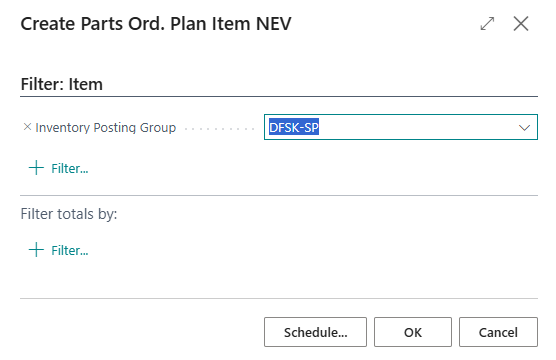 Create Parts Ord. Plan Item NEV
Filter: Item
Inventory Posting Group
DFSK-SP
Filter...
Filter totals by:
Filter...
Schedule... OK Cancel